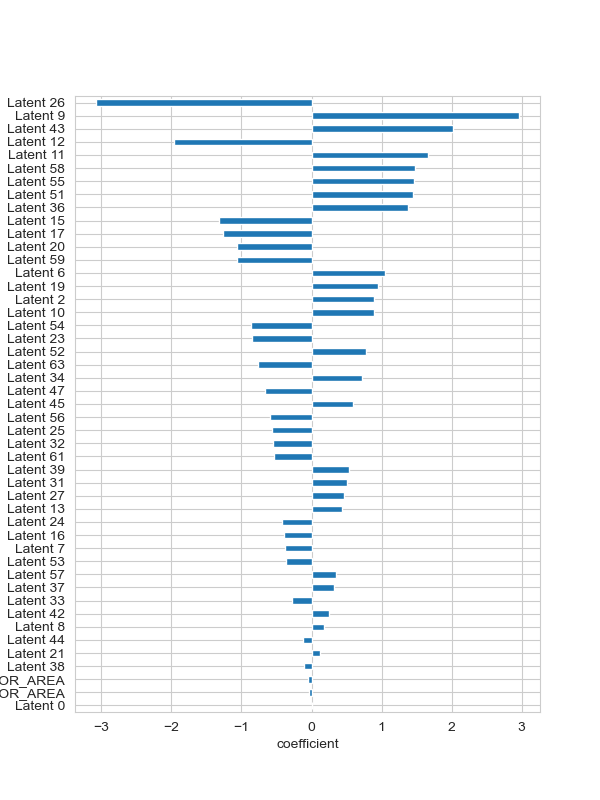 Latent 26
Latent 9
Latent 43
Latent 12
Latent 11
Latent 58
Latent 55
Latent 51
Latent 36
Latent 15
Latent 17
Latent 20
Latent 59
Latent 6
Latent 19
Latent 2
Latent 10
Latent 54
Latent 23
Latent 52
Latent 63
Latent 34
Latent 47
Latent 45
Latent 56
Latent 25
Latent 32
Latent 61
Latent 39
Latent 31
Latent 27
Latent 13
Latent 24
Latent 16
Latent 7
Latent 53
Latent 57
Latent 37
Latent 33
Latent 42
Latent 8
Latent 44
Latent 21
Latent 38
OR_AREA
OR_AREA
Latent 0
−3 −2 −1 0 1 2 3
coefficient